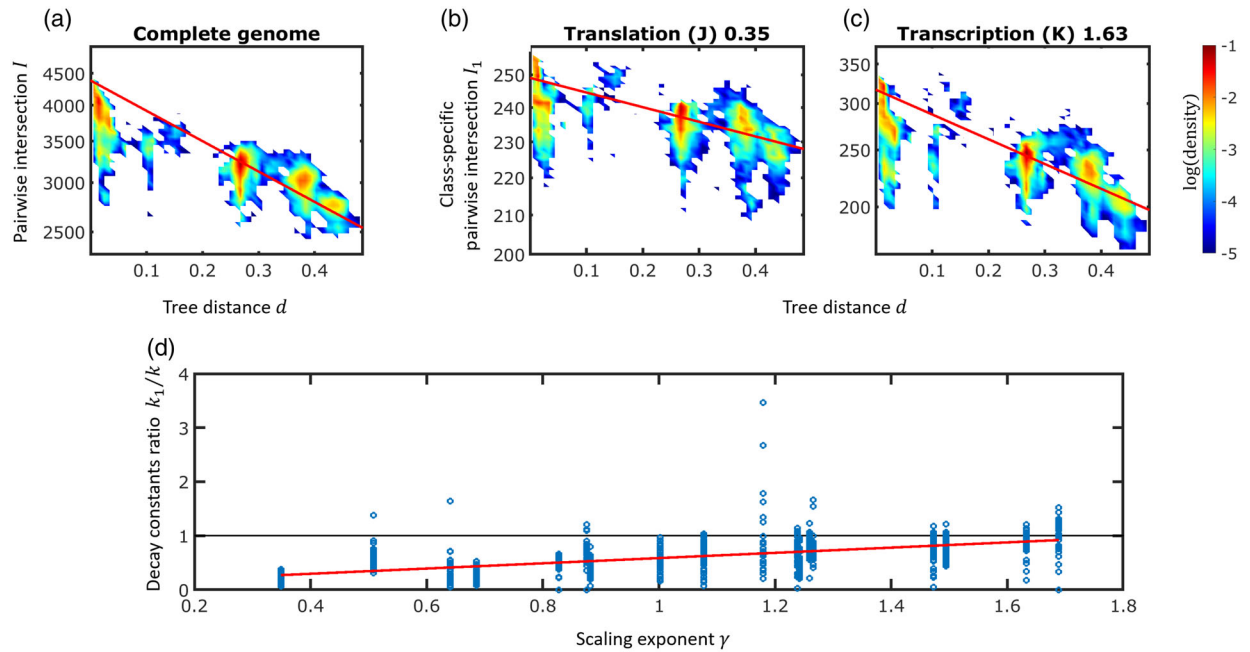 (a)
Complete genome
Pairwise intersection I
4500
4000
3500
3000
2500
0.1 0.2 0.3 0.4
Tree distance d
(b)
Translation (J) 0.35
Class-specific
pairwise intersection I₁
250
240
230
220
210
200
0.1 0.2 0.3 0.4
(c)
Transcription (K) 1.63
350
300
250
200
0.1 0.2 0.3 0.4
Tree distance d
-1
-2
-3
-4
-5
log(density)
(d)
Decay constants ratio k₁/k
4
3
2
1
0
0.2 0.4 0.6 0.8 1 1.2 1.4 1.6 1.8
Scaling exponent γ